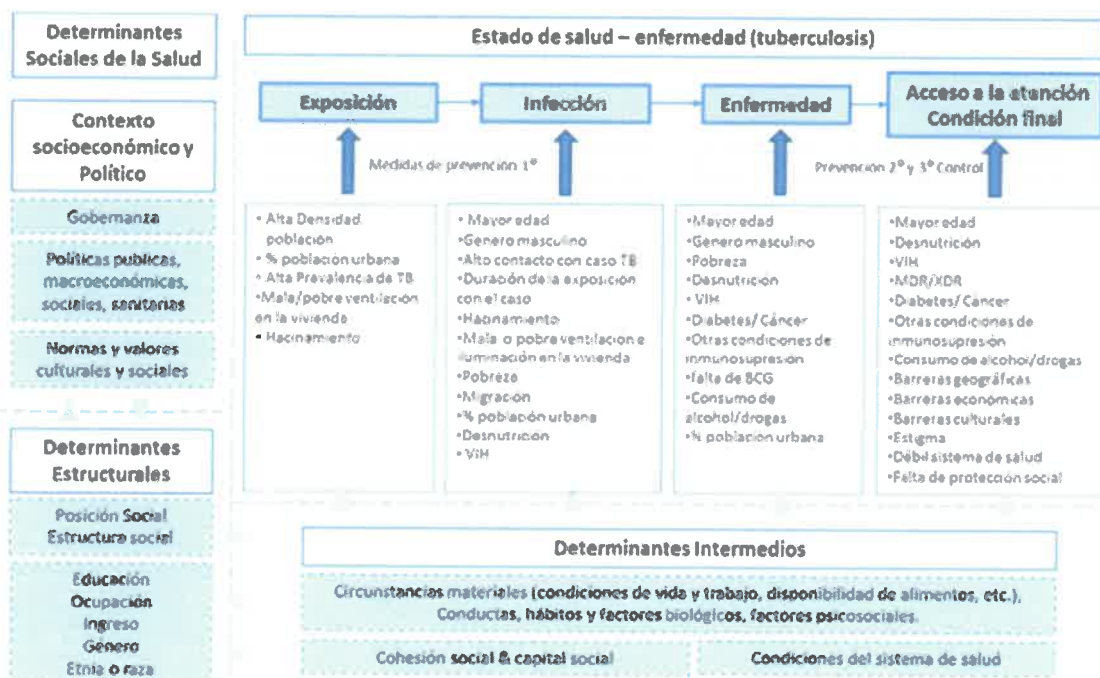 Determinantes
Sociales de la Salud
Contexto
socioeconómico y
Político
Gobernanza
Políticas publicas,
macroeconómicas,
sociales, sanitarias
Normas y valores
culturales y sociales
Determinantes
Estructurales
Posición Social
Estructura social
Educación
Ocupación
Ingreso
Género
Etnia o raza
Estado de salud – enfermedad (tuberculosis)
Exposición
Infección
Enfermedad
Acceso a la atención
Condición final
Medidas de prevención 1º
Prevención 2º y 3º Control
• Alta Densidad
población
• % población urbana
• Alta Prevalencia de TB
•Mala/pobre ventilación
en la vivienda
• Hacinamiento
•Mayor edad
•Genero masculino
•Alto contacto con caso TB
•Duración de la exposición
con el caso
•Hacinamiento
•Mala o pobre ventilación e
iluminación en la vivienda
•Pobreza
•Migración
•% población urbana
•Desnutrición
•VIH
•Mayor edad
•Genero masculino
•Pobreza
•Desnutrición
• VIH
•Diabetes/ Cáncer
•Otras condiciones de
inmunosupresión
•falta de BCG
•Consumo de
alcohol/drogas
•% población urbana
•Mayor edad
•Desnutrición
•VIH
•MDR/XDR
•Diabetes/ Cáncer
•Otras condiciones de
inmunosupresión
•Consumo de alcohol/drogas
•Barreras geográficas
•Barreras económicas
•Barreras culturales
•Estigma
•Débil sistema de salud
•Falta de protección social
Determinantes Intermedios
Circunstancias materiales (condiciones de vida y trabajo, disponibilidad de alimentos, etc.),
Conductas, hábitos y factores biológicos, factores psicosociales.
Cohesión social & capital social
Condiciones del sistema de salud